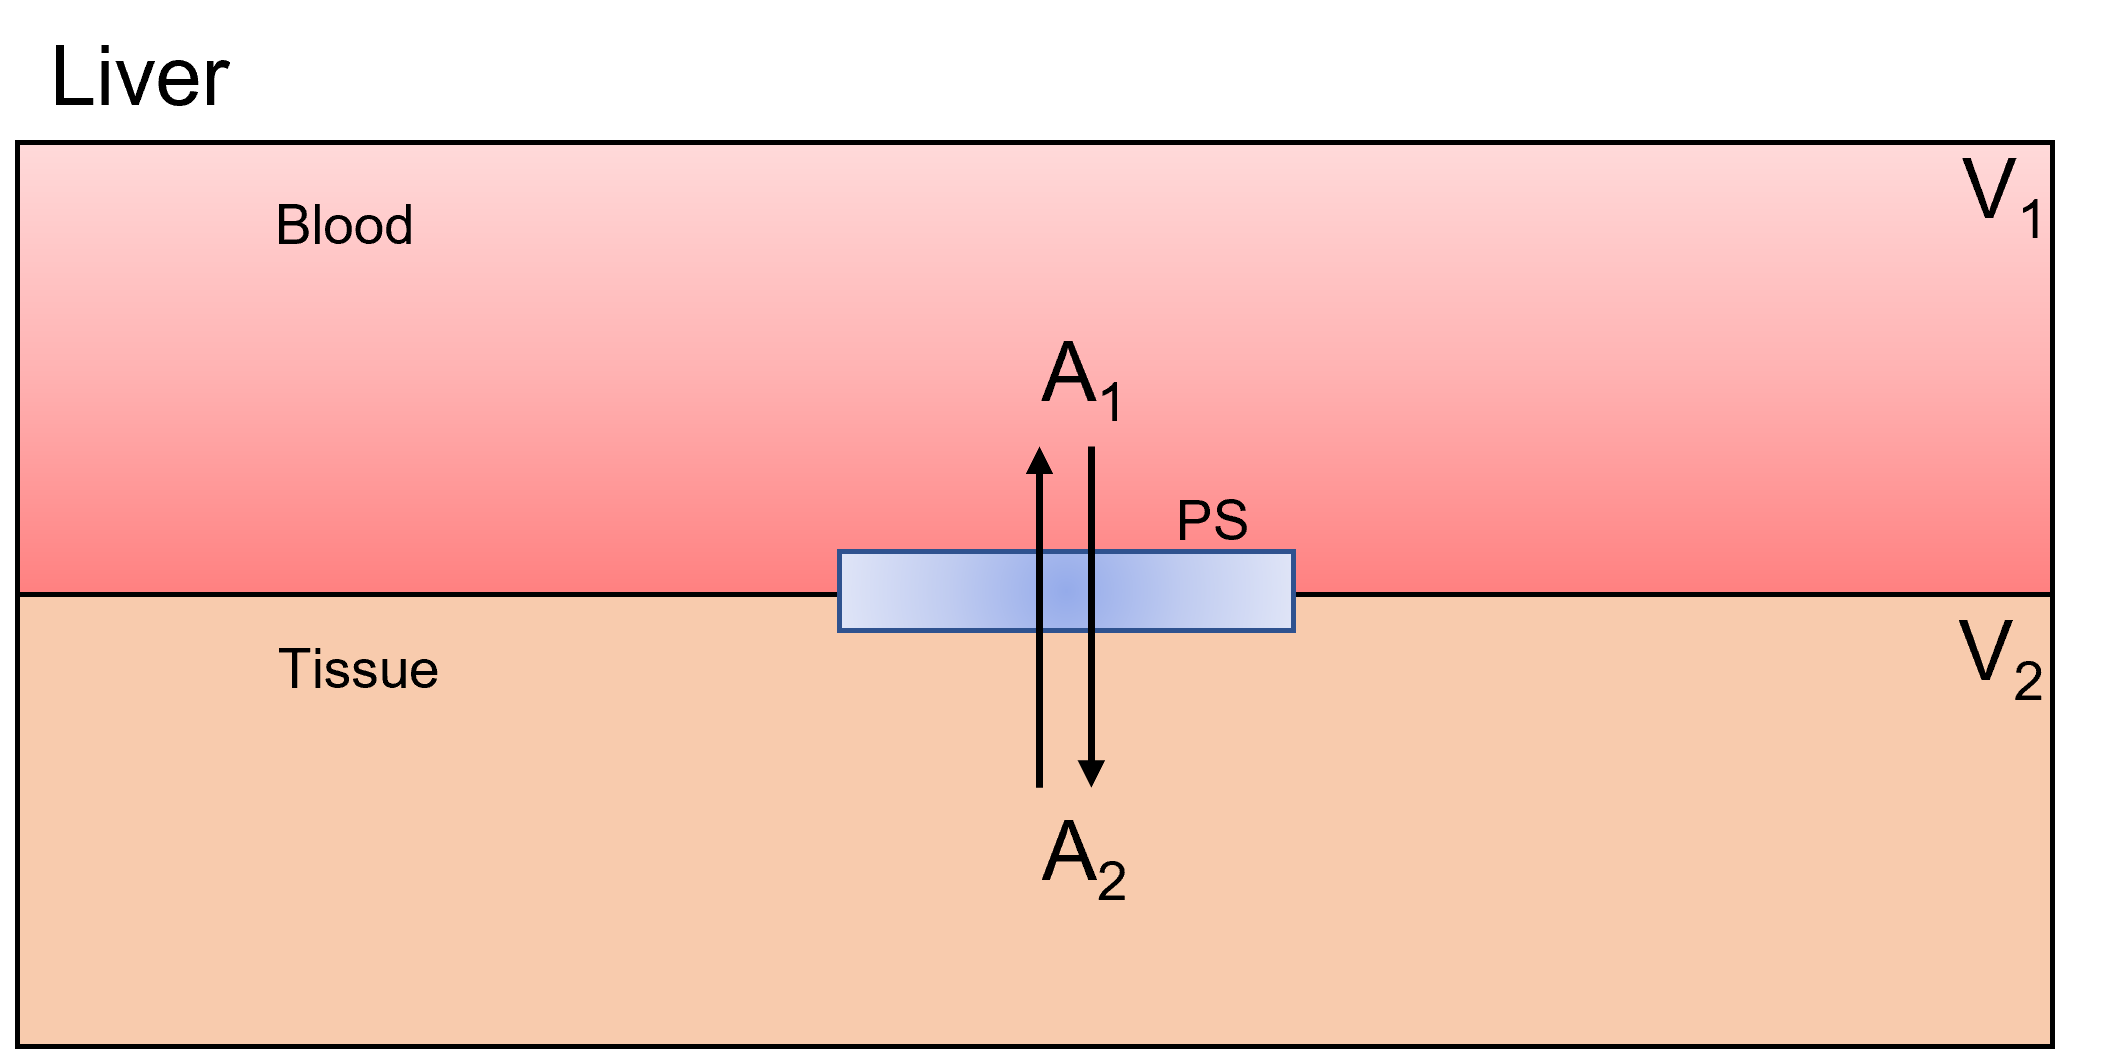 Liver
Blood
V₁
A₁
PS
Tissue
V₂
A₂